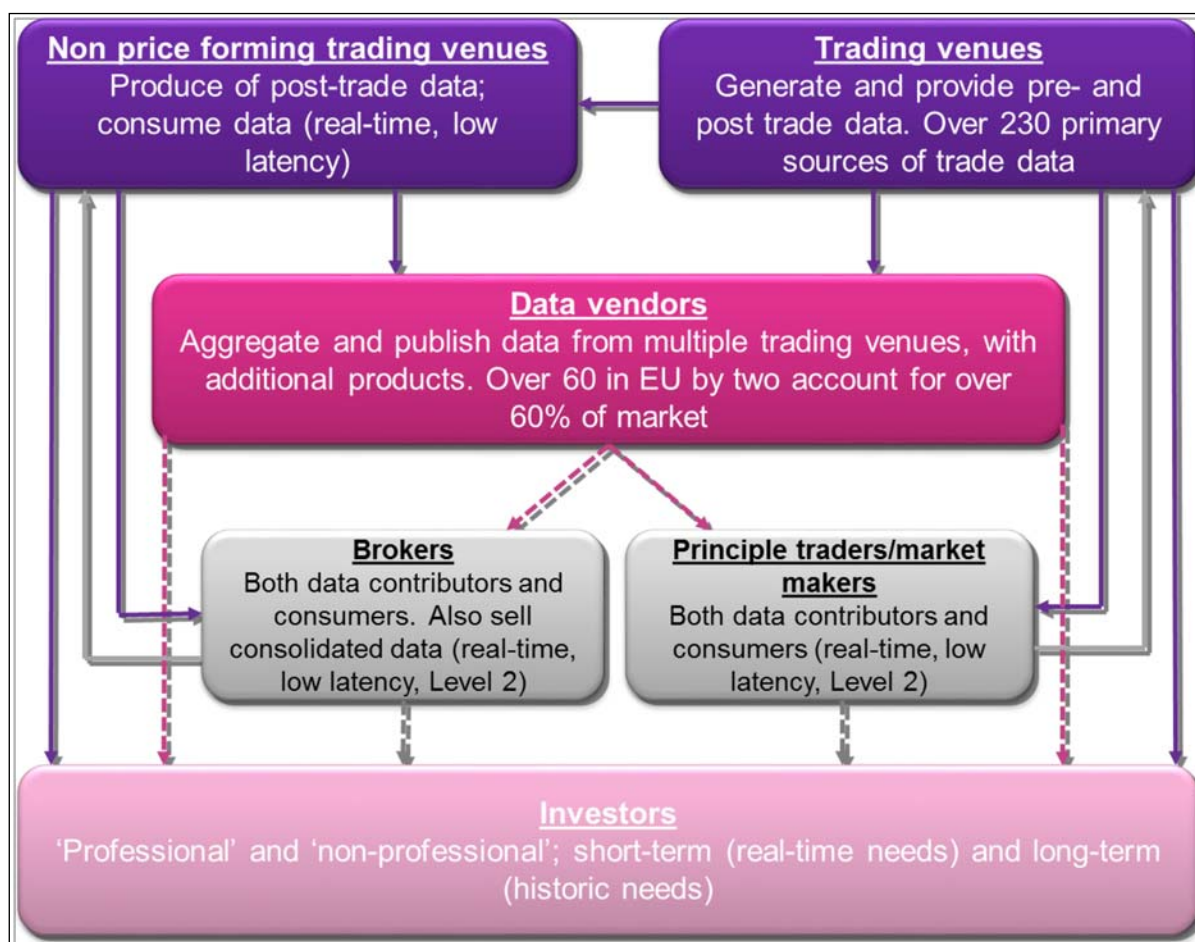 Non price forming trading venues
Produce of post-trade data;
consume data (real-time, low
latency)
Trading venues
Generate and provide pre- and
post trade data. Over 230 primary
sources of trade data
Data vendors
Aggregate and publish data from multiple trading venues, with
additional products. Over 60 in EU by two account for over
60% of market
Brokers
Both data contributors and
consumers. Also sell
consolidated data (real-time,
low latency, Level 2)
Principle traders/market
makers
Both data contributors and
consumers (real-time, low
latency, Level 2)
Investors
‘Professional’ and ‘non-professional’; short-term (real-time needs) and long-term
(historic needs)